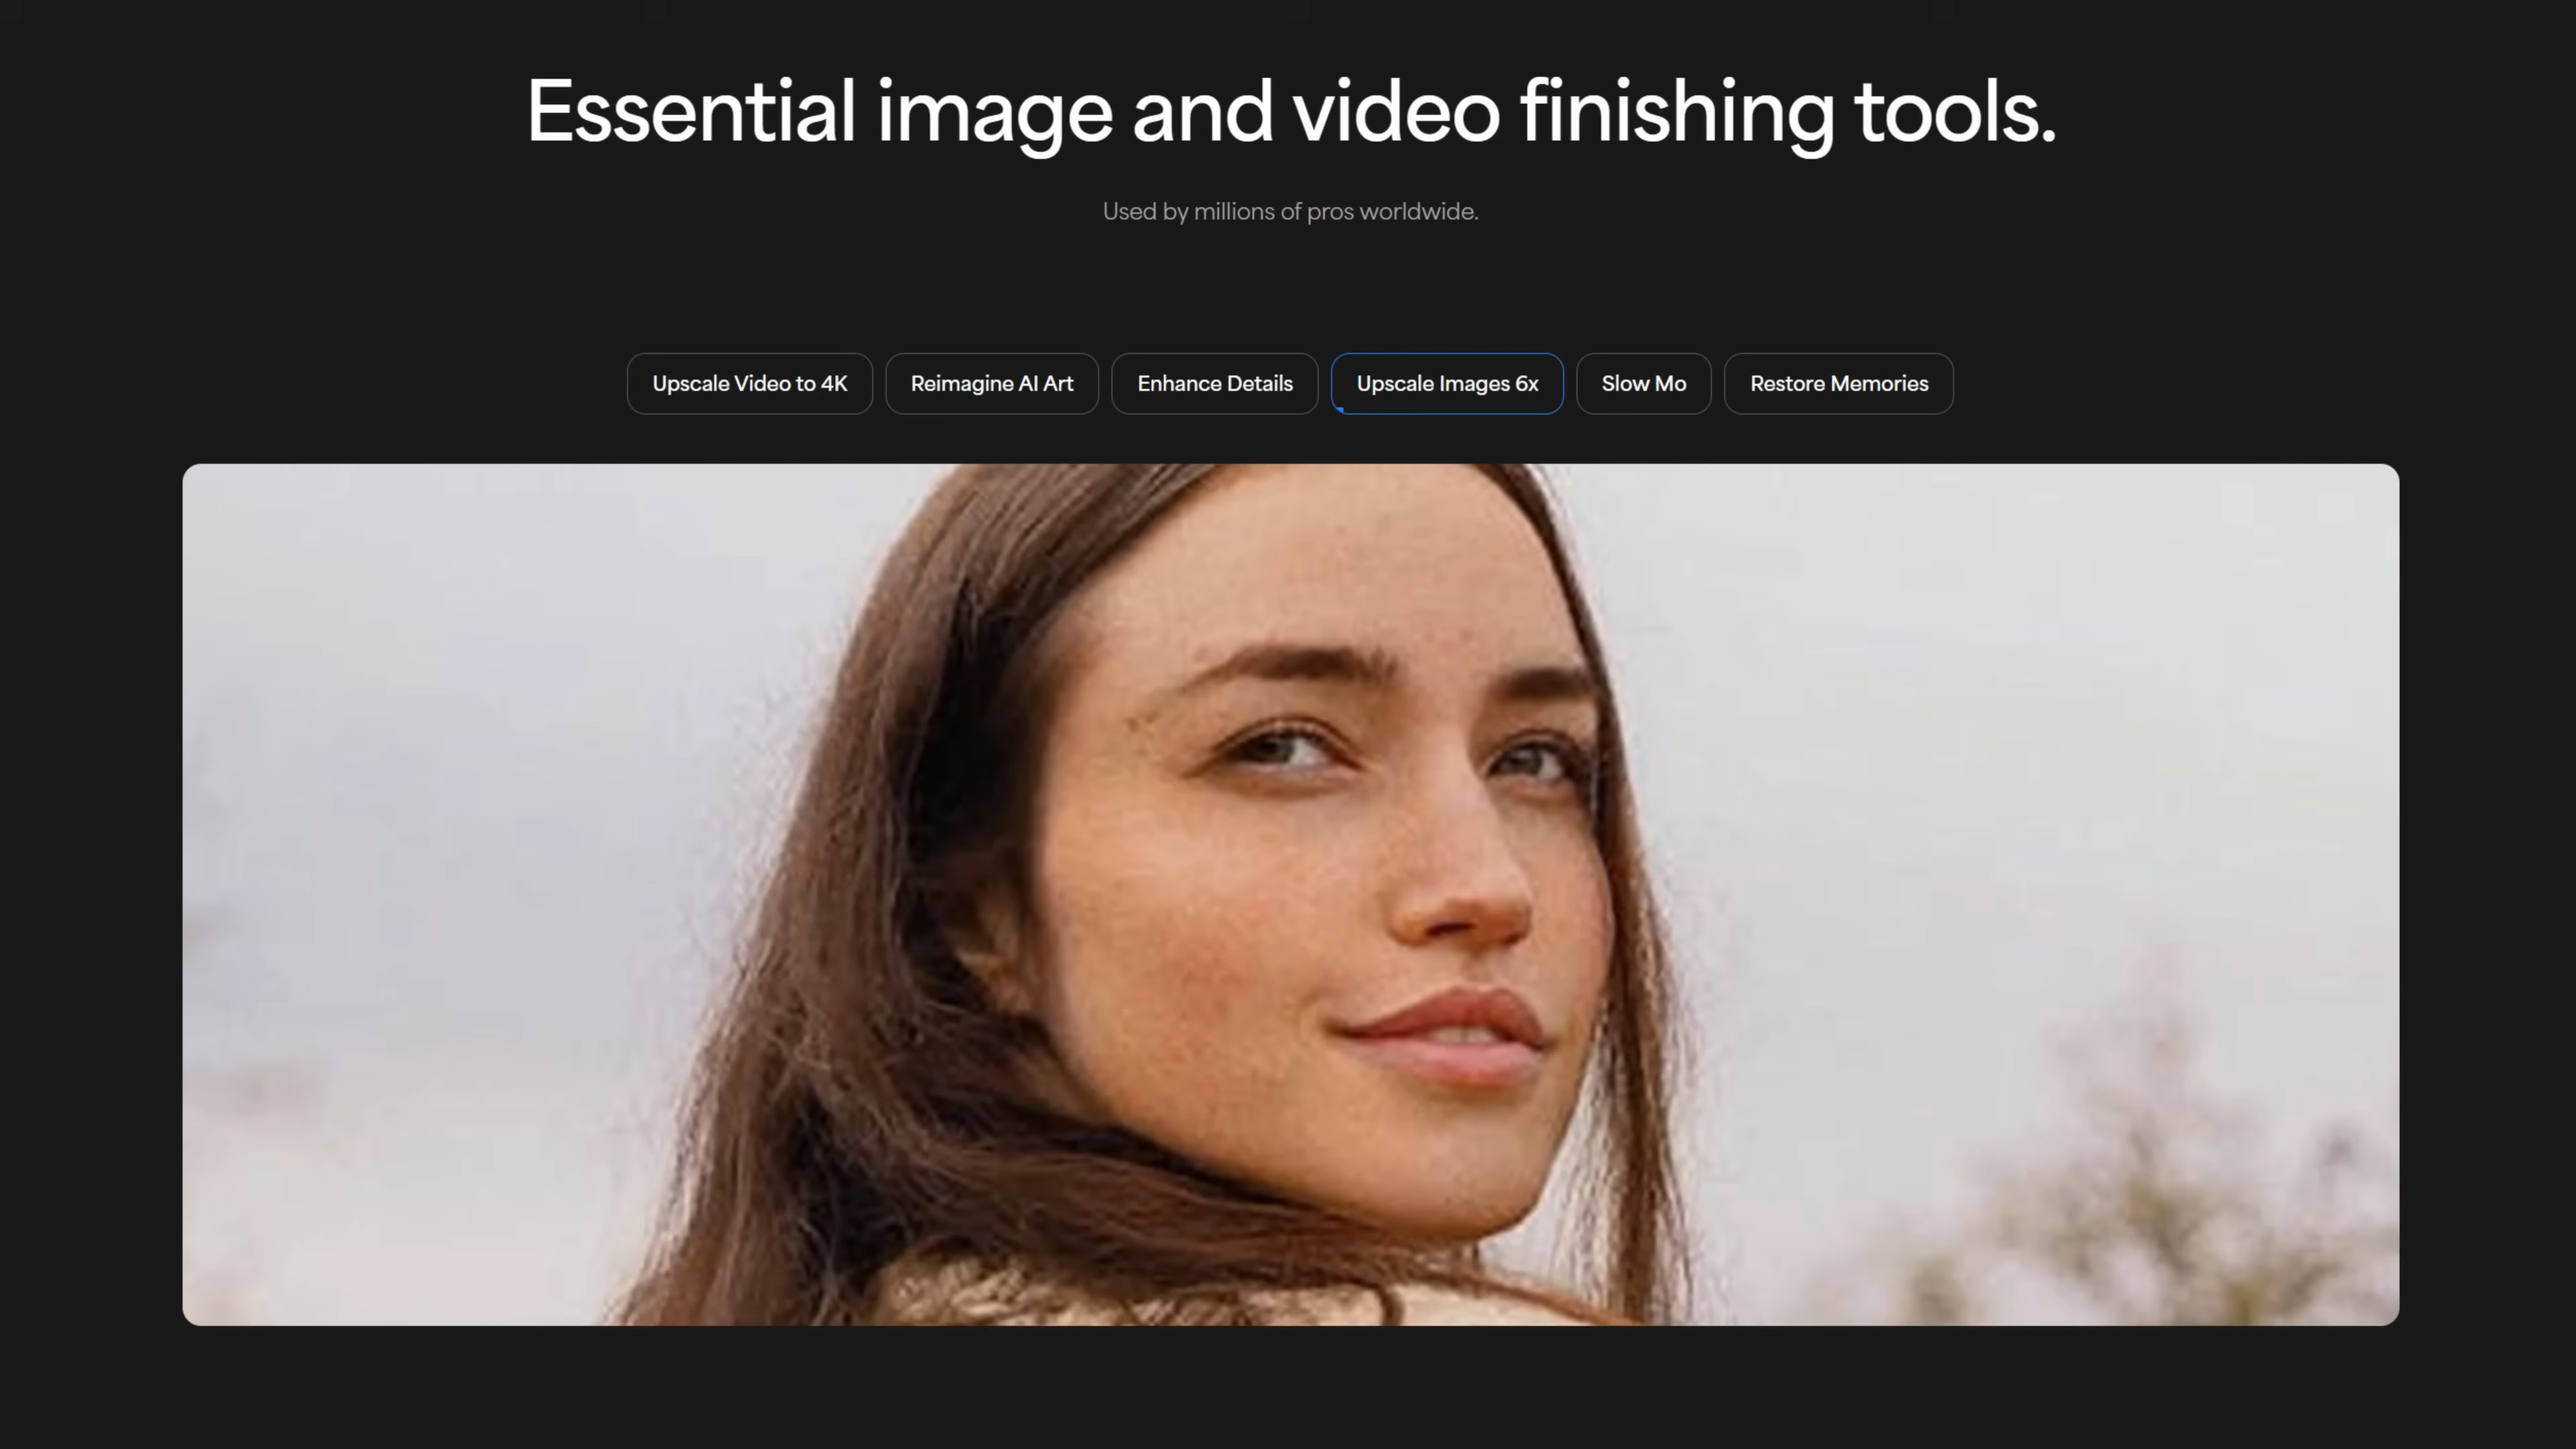 Essential image and video finishing tools.
Used by millions of pros worldwide.
Upscale Video to 4K
Reimagine AI Art
Enhance Details
Upscale Images 6x
Slow Mo
Restore Memories